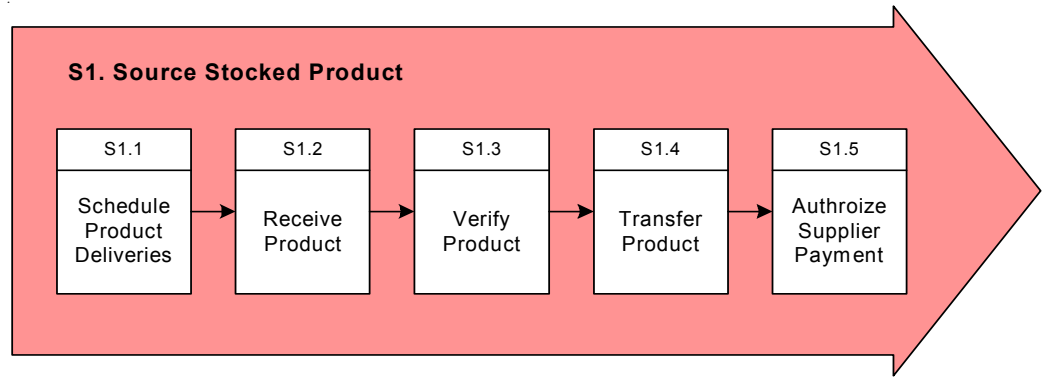 S1. Source Stocked Product
S1.1
Schedule
Product
Deliveries
S1.2
Receive
Product
S1.3
Verify
Product
S1.4
Transfer
Product
S1.5
Authroize
Supplier
Payment